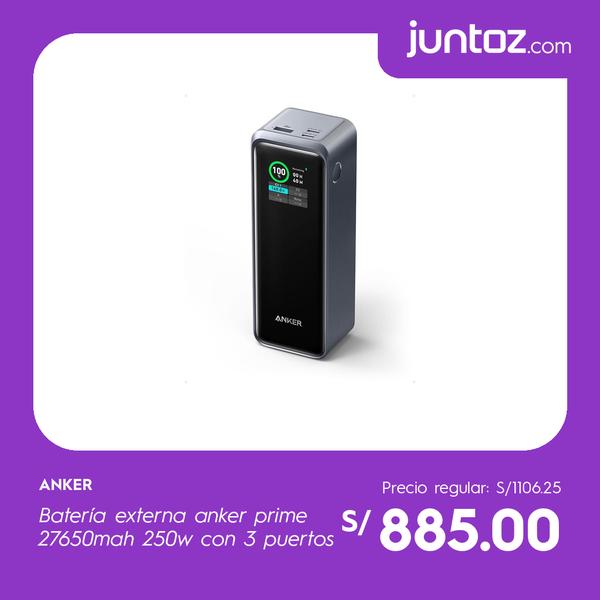 juntoz.com
100
ANKER
ANKER
Batería externa anker prime
27650mah 250w con 3 puertos
Precio regular: S/1106.25
S/ 885.00